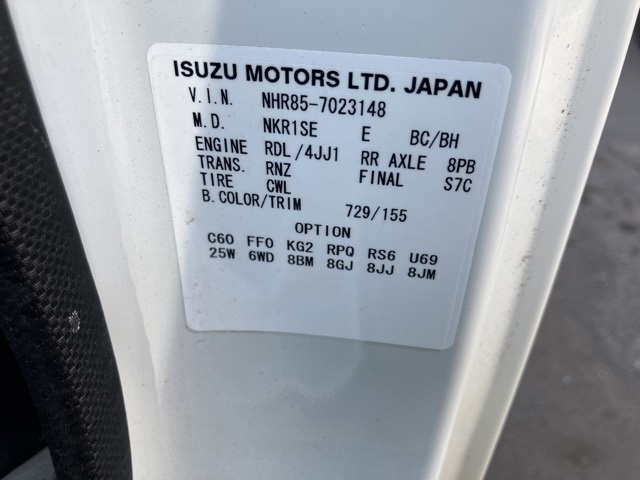 ISUZU MOTORS LTD. JAPAN
V.I.N. NHR85-7023148
M.D. NKR1SE E BC/BH
ENGINE RDL/4JJ1 RR AXLE 8PB
TRANS. RNZ FINAL S7C
TIRE CWL
B.COLOR/TRIM 729/155
OPTION
C60 FF0 KG2 RPQ RS6 U69
25W 6WD 8BM 8GJ 8JJ 8JM